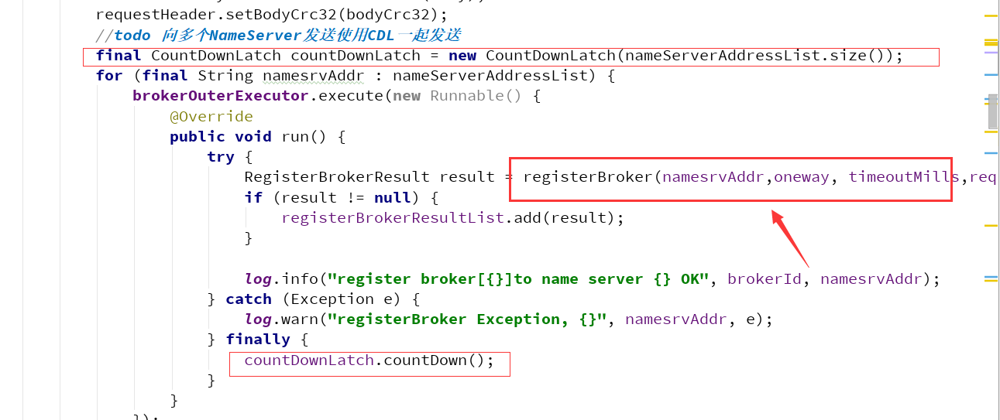 requestHeader.setBodyCrc32(bodyCrc32);
//todo 向多个NameServer发送使用CDL一起发送
final CountDownLatch countDownLatch = new CountDownLatch(nameServerAddressList.size());
for (final String namesrvAddr : nameServerAddressList) {
brokerOuterExecutor.execute(new Runnable() {
@Override
public void run() {
try {
RegisterBrokerResult result = registerBroker(namesrvAddr,oneway, timeoutMills,req
if (result != null) {
registerBrokerResultList.add(result);
}
log.info("register broker[{}]to name server {} OK", brokerId, namesrvAddr);
} catch (Exception e) {
log.warn("registerBroker Exception, {}", namesrvAddr, e);
} finally {
countDownLatch.countDown();
}
}
});